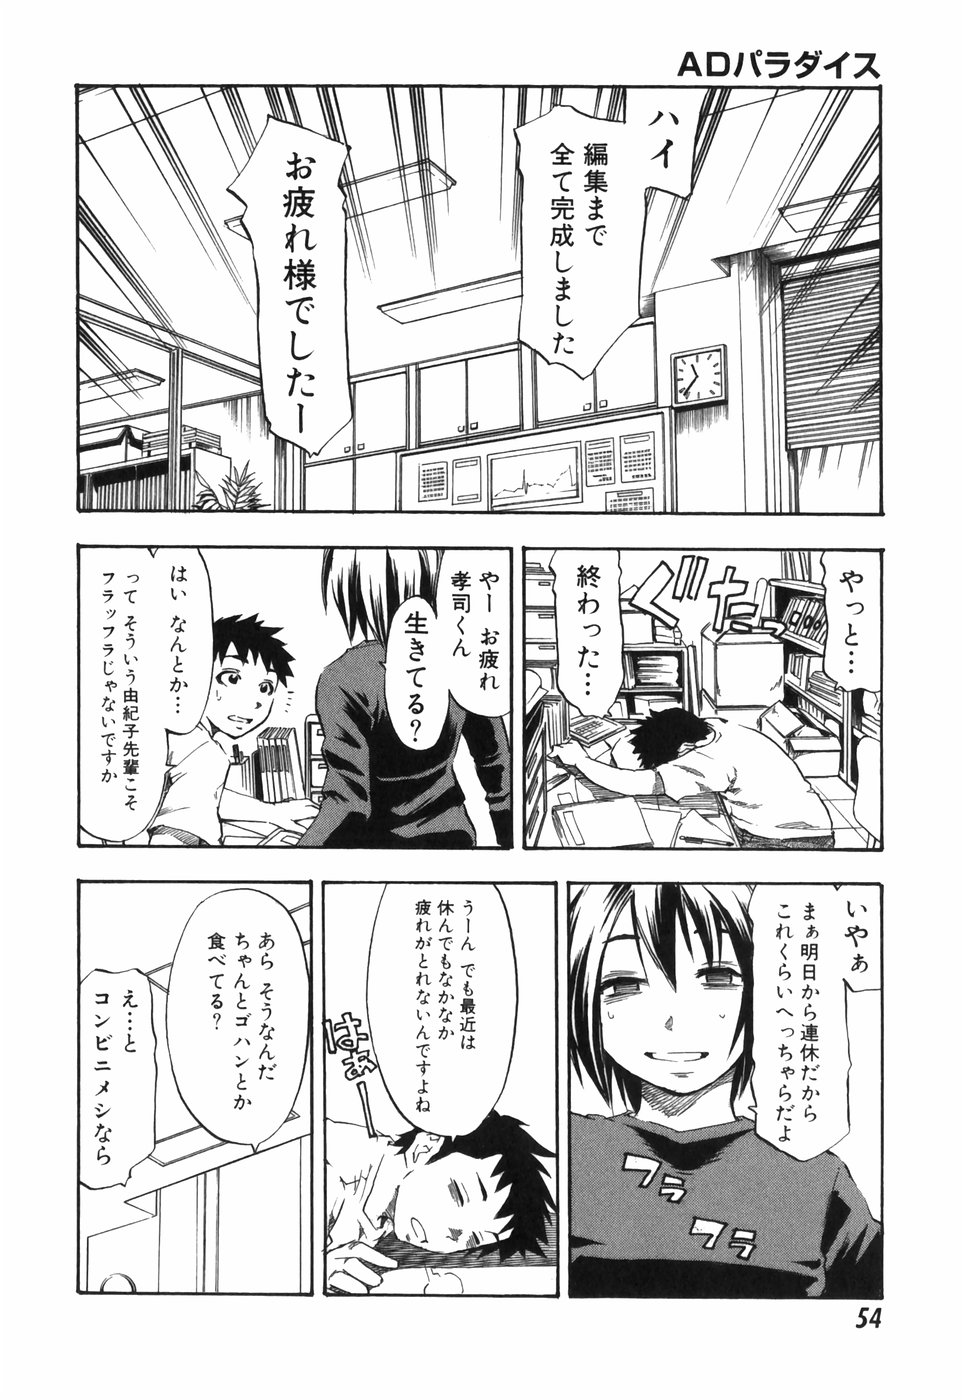 ADパラダイス
ハイ
編集まで
全て完成しました
お疲れ様でしたー
やっと…
終わった…
ぐたっ
やー お疲れ
孝司くん
生きてる？
はい なんとか…
って そういう由紀子先輩こそ
フラッフラじゃないですか
いやぁ
まぁ明日から連休だから
これくらいへっちゃらだよ
フラ
フラ
うーん でも最近は
休んでもなかなか
疲れがとれないんですよね
はぁー
あら そうなんだ
ちゃんとゴハンとか
食べてる？
え…と
コンビニメシなら
54